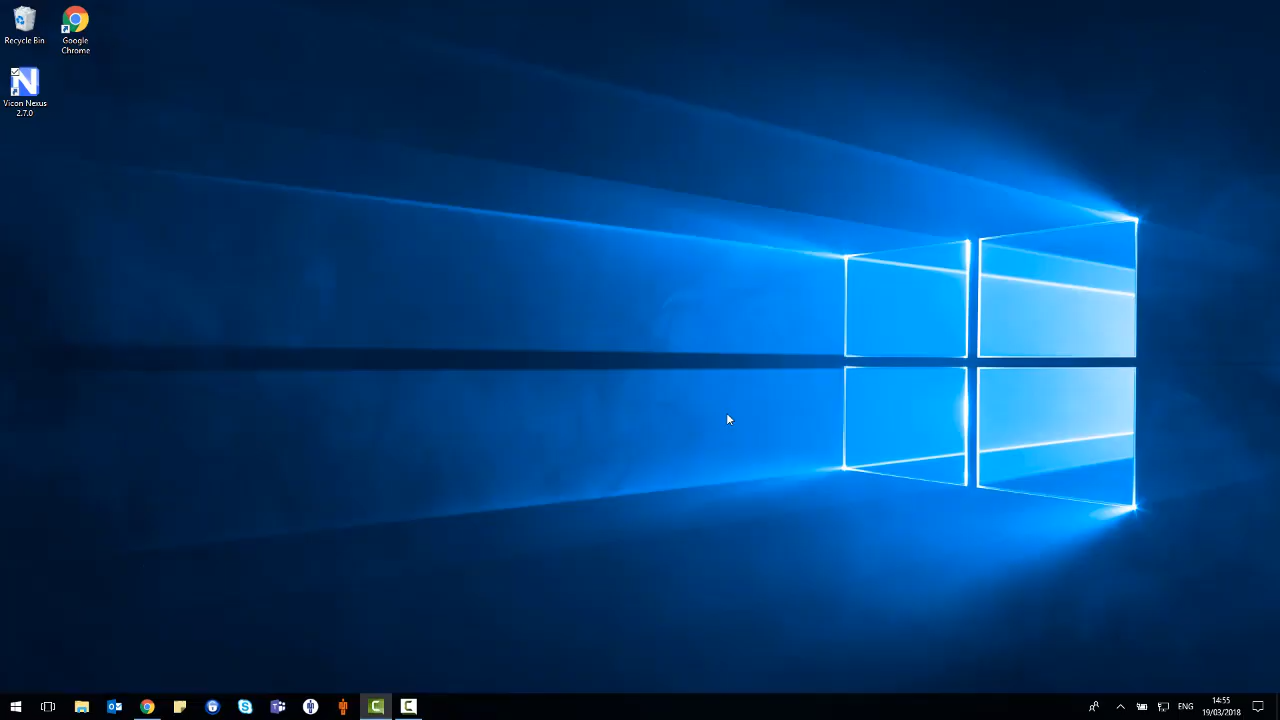 Recycle Bin
Google
Chrome
N
Vicon Nexus
2.7.0
ENG
14:55
19/03/2018